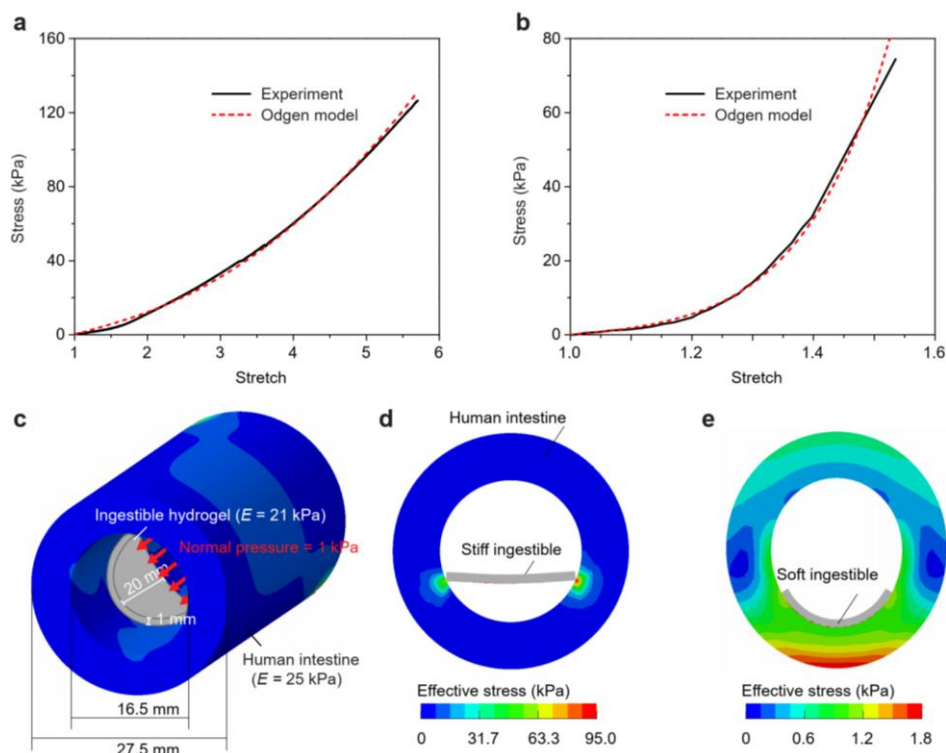 a
160
120
80
40
0
Stress (kPa)
Experiment
Odgen model
1 2 3 4 5 6
Stretch
b
80
60
40
20
0
Stress (kPa)
Experiment
Odgen model
1.0 1.2 1.4 1.6
Stretch
c
Ingestible hydrogel (E = 21 kPa)
Normal pressure = 1 kPa
20 mm
1 mm
Human intestine
(E = 25 kPa)
16.5 mm
27.5 mm
d
Human intestine
Stiff ingestible
Effective stress (kPa)
0 31.7 63.3 95.0
e
Soft ingestible
Effective stress (kPa)
0 0.6 1.2 1.8